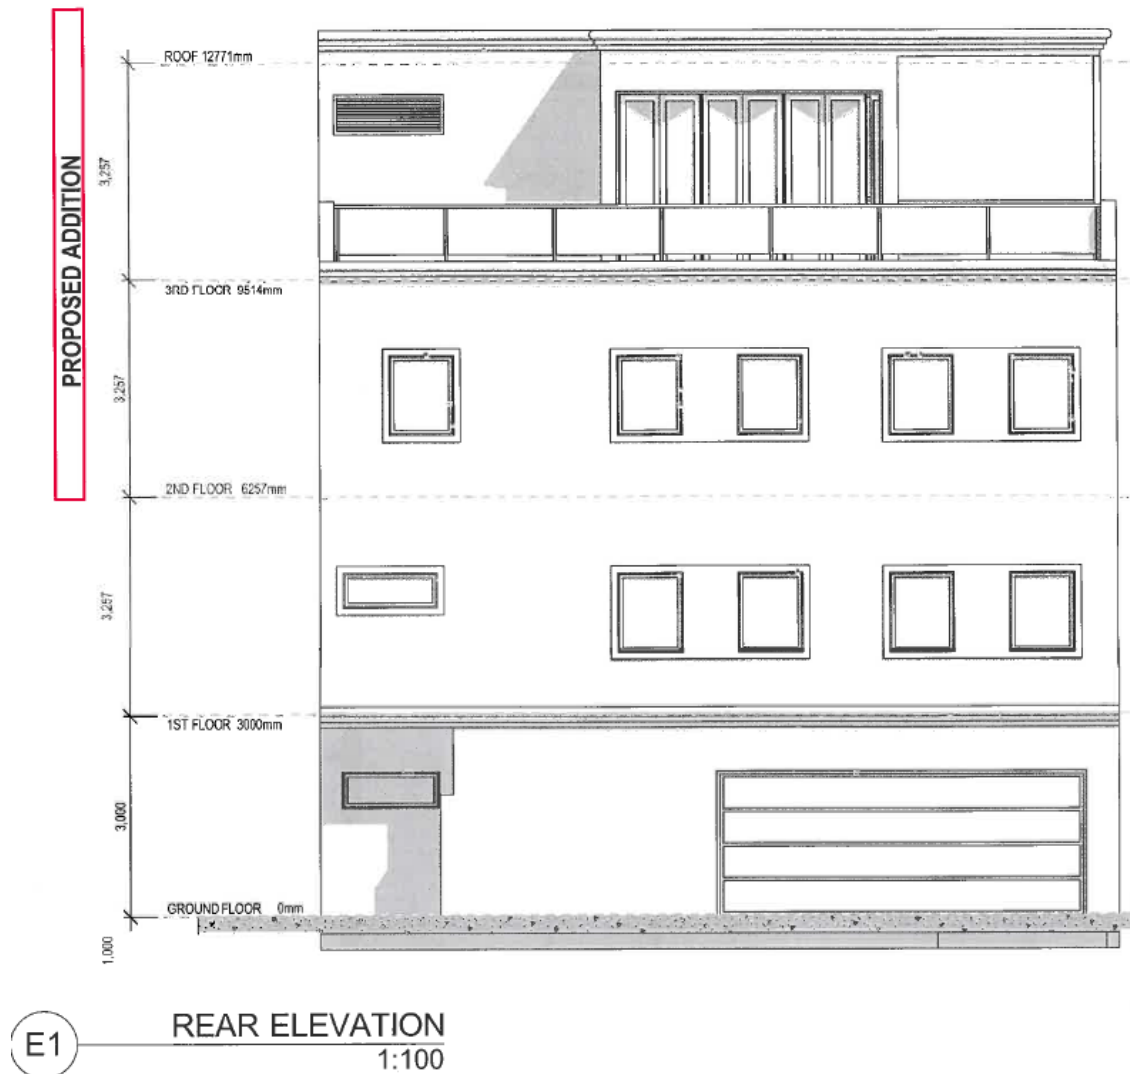 PROPOSED ADDITION
ROOF 12771mm
3,257
3RD FLOOR 9514mm
3,257
2ND FLOOR 6257mm
3,257
1ST FLOOR 3000mm
3,000
GROUND FLOOR 0mm
1,000
E1
REAR ELEVATION
1:100